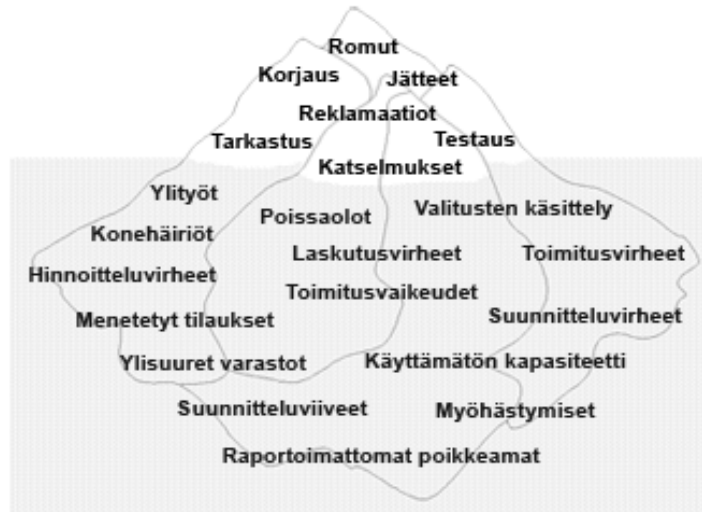 Romut
Korjaus
Jätteet
Reklamaatiot
Tarkastus
Testaus
Katselmukset
Ylityöt
Poissaolot
Valitusten käsittely
Konehäiriöt
Laskutusvirheet
Toimitusvirheet
Hinnoitteluvirheet
Toimitusvaikeudet
Menetetyt tilaukset
Suunnitteluvirheet
Ylisuuret varastot
Käyttämätön kapasiteetti
Suunnitteluviiveet
Myöhästymiset
Raportoimattomat poikkeamat